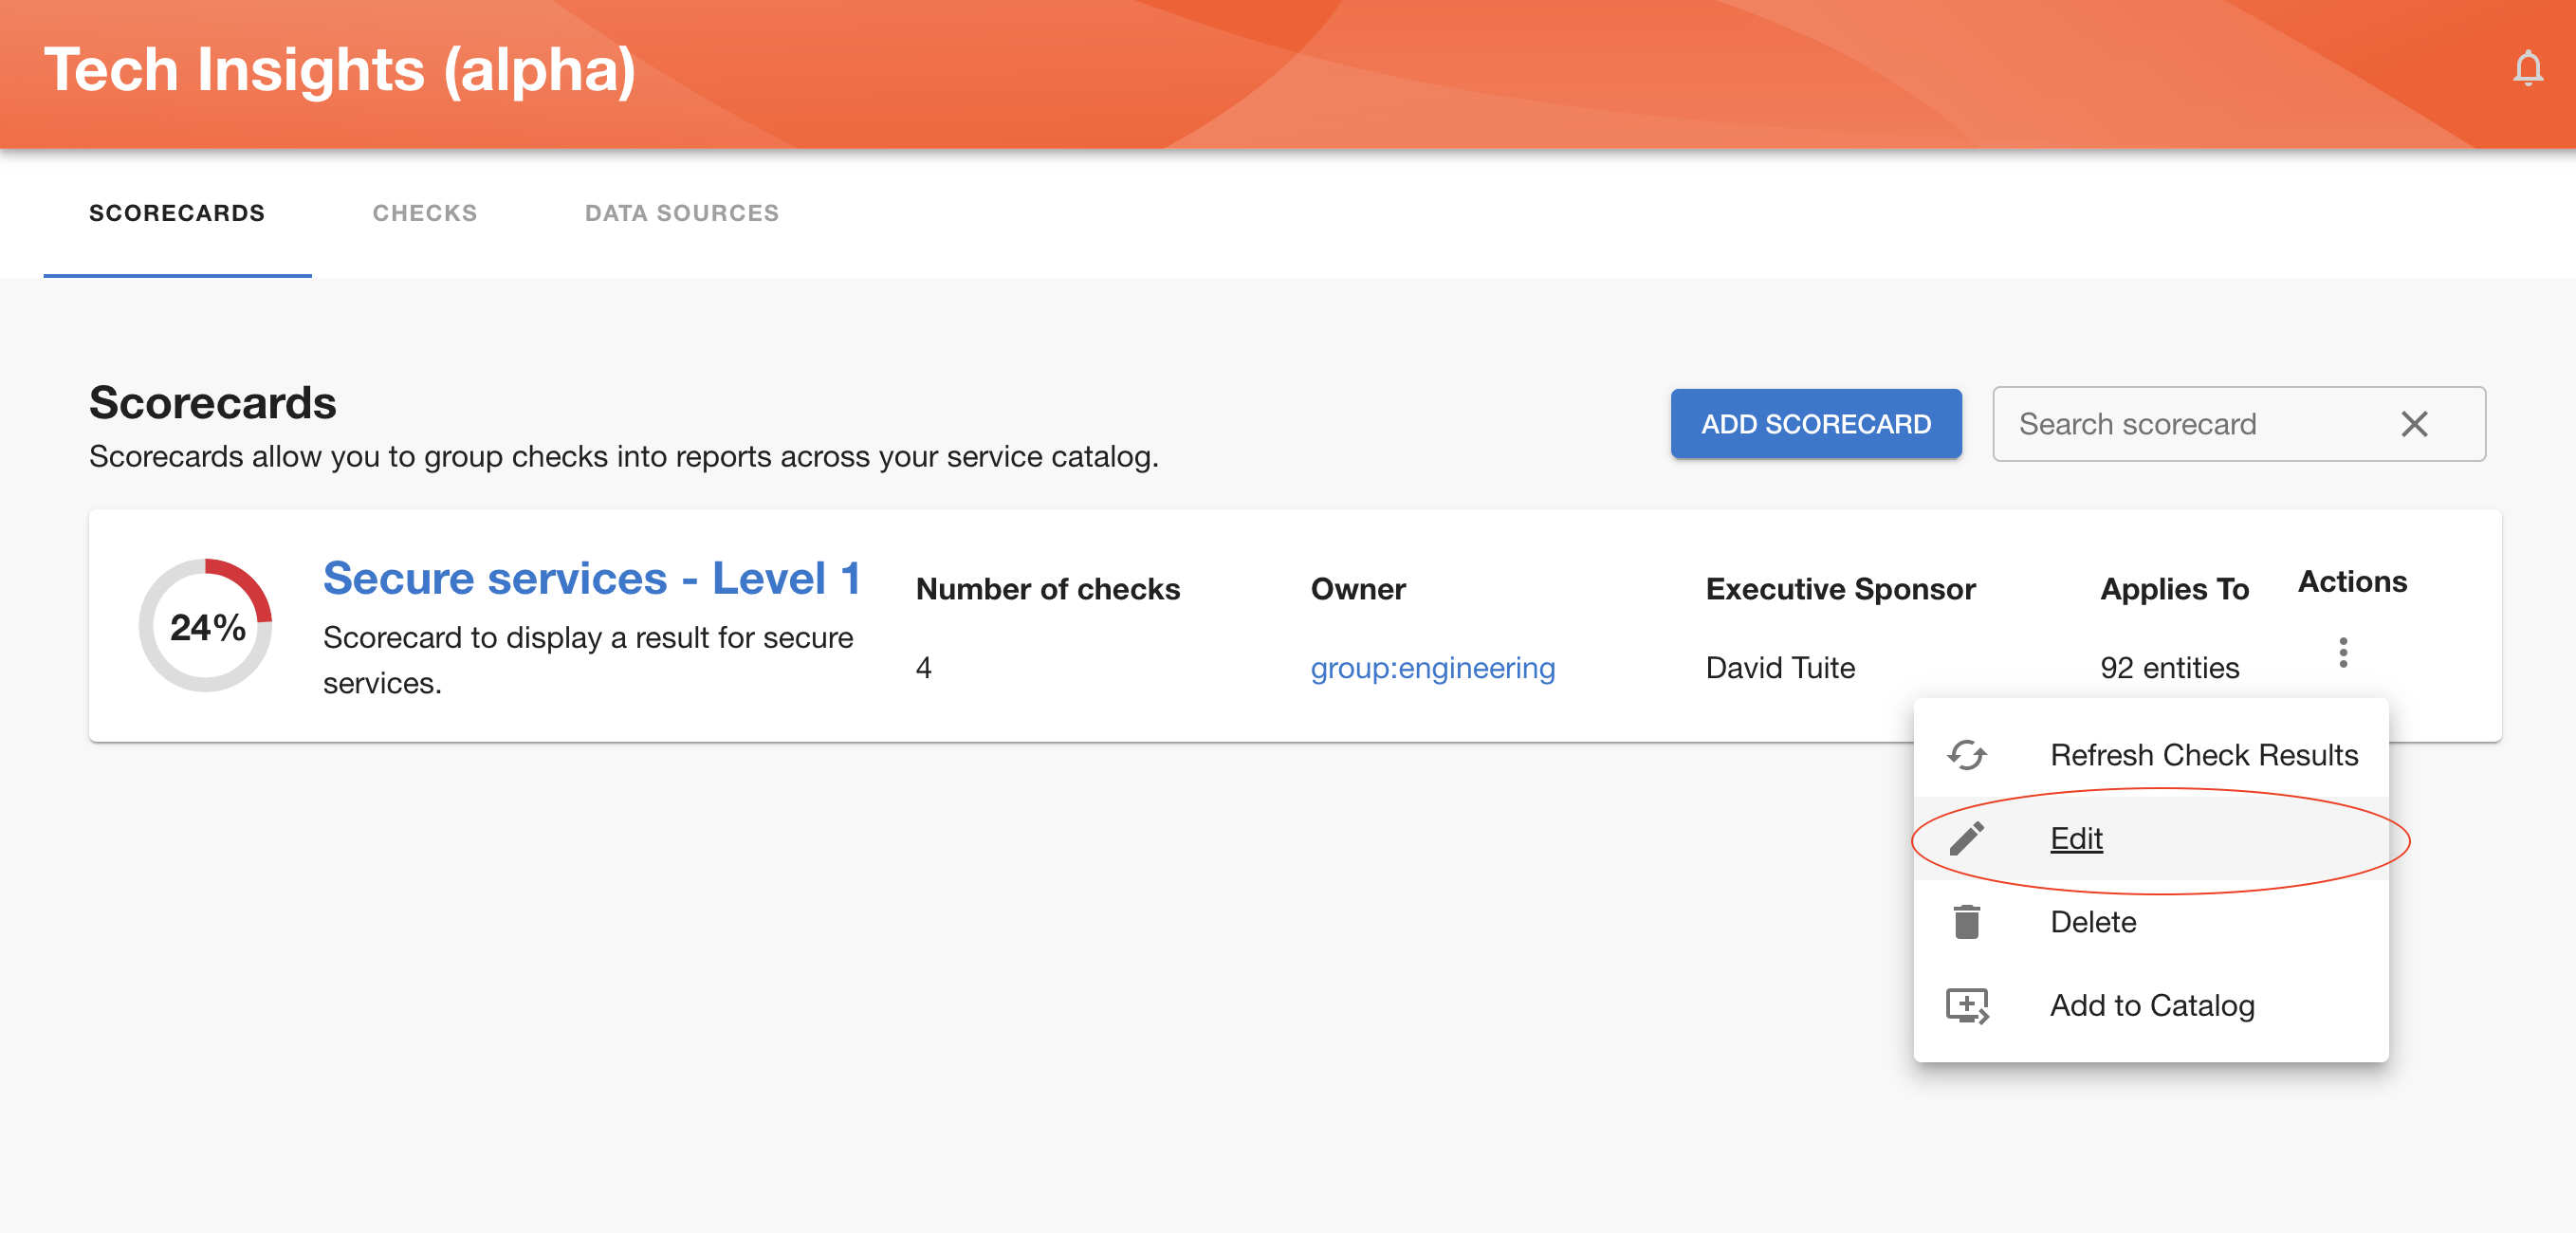 Tech Insights (alpha)
SCORECARDS
CHECKS
DATA SOURCES
Scorecards
Scorecards allow you to group checks into reports across your service catalog.
ADD SCORECARD
Search scorecard
24%
Secure services - Level 1
Scorecard to display a result for secure
services.
Number of checks
4
Owner
group:engineering
Executive Sponsor
David Tuite
Applies To
92 entities
Actions
Refresh Check Results
Edit
Delete
Add to Catalog